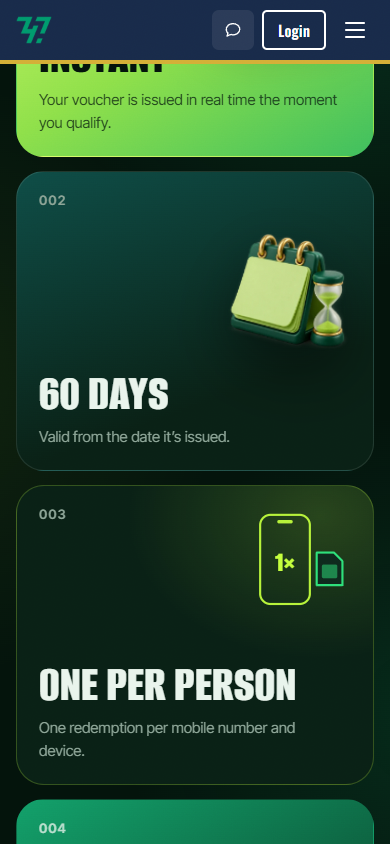 Login
INSTANT
Your voucher is issued in real time the moment
you qualify.
002
60 DAYS
Valid from the date it's issued.
003
1×
ONE PER PERSON
One redemption per mobile number and
device.
004